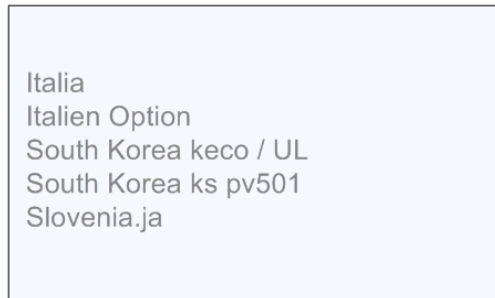 Italia
Italien Option
South Korea keco / UL
South Korea ks pv501
Slovenia.ja